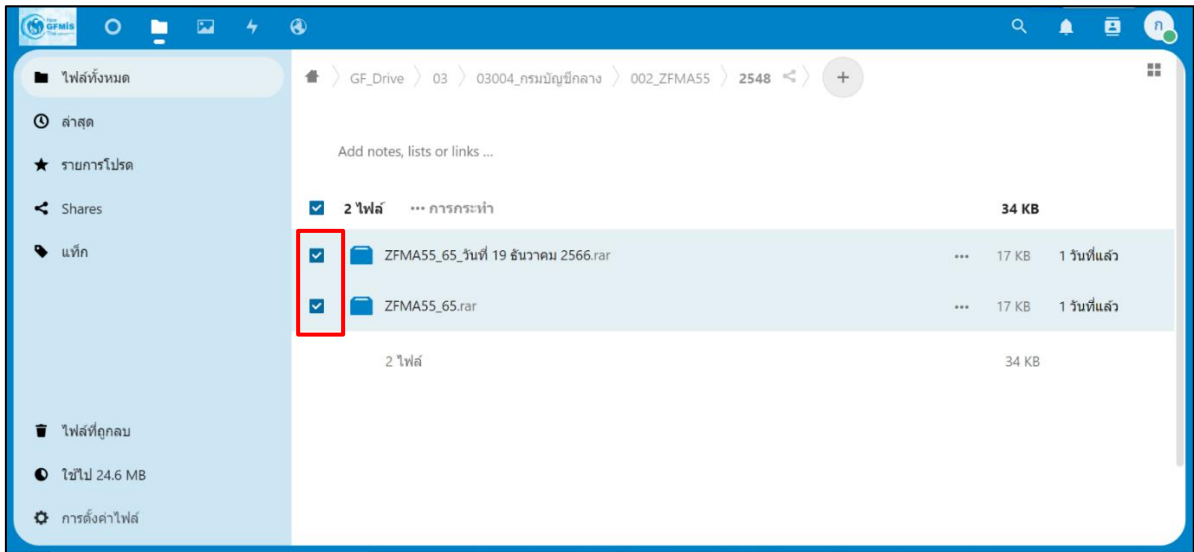 New
GFMIS
Thai
ก
ไฟล์ทั้งหมด
GF_Drive 03 03004_กรมบัญชีกลาง 002_ZFMA55 2548
ล่าสุด
Add notes, lists or links ...
รายการโปรด
Shares
2 ไฟล์ ••• การกระทำ 34 KB
แท็ก
ZFMA55_65_วันที่ 19 ธันวาคม 2566.rar ••• 17 KB 1 วันที่แล้ว
ZFMA55_65.rar ••• 17 KB 1 วันที่แล้ว
2 ไฟล์ 34 KB
ไฟล์ที่ถูกลบ
ใช้ไป 24.6 MB
การตั้งค่าไฟล์